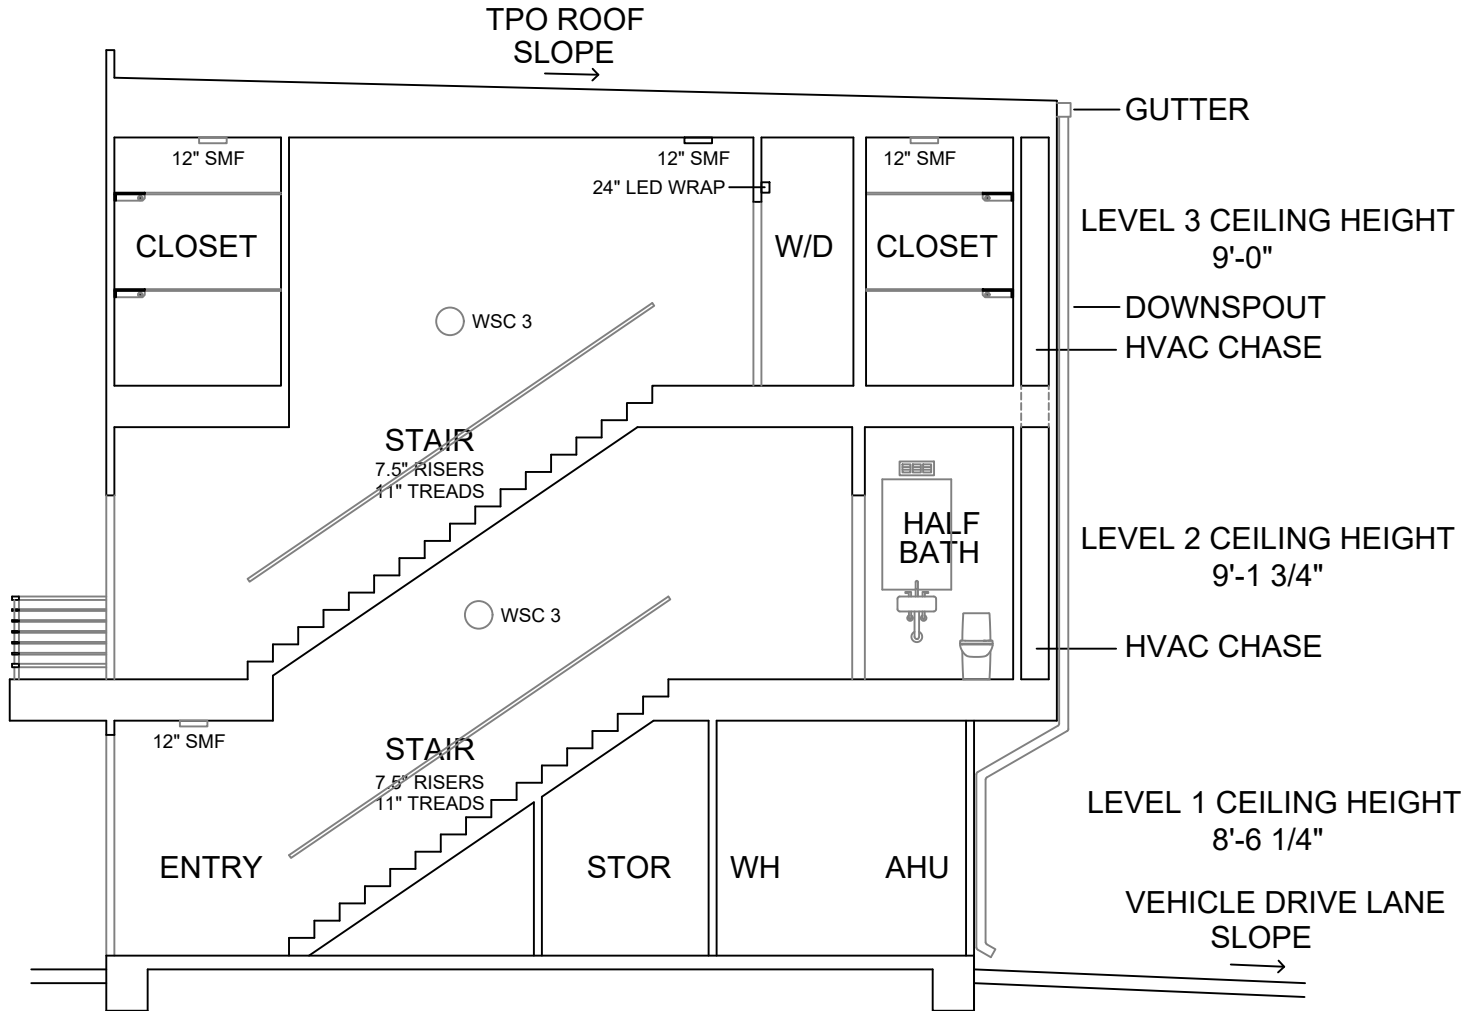 TPO ROOF
SLOPE
GUTTER
12" SMF
12" SMF
12" SMF
24" LED WRAP
CLOSET
W/D
CLOSET
LEVEL 3 CEILING HEIGHT
9'-0"
DOWNSPOUT
WSC 3
HVAC CHASE
STAIR
7.5" RISERS
11" TREADS
HALF
BATH
LEVEL 2 CEILING HEIGHT
9'-1 3/4"
WSC 3
HVAC CHASE
12" SMF
STAIR
7.5" RISERS
11" TREADS
LEVEL 1 CEILING HEIGHT
8'-6 1/4"
ENTRY
STOR
WH
AHU
VEHICLE DRIVE LANE
SLOPE